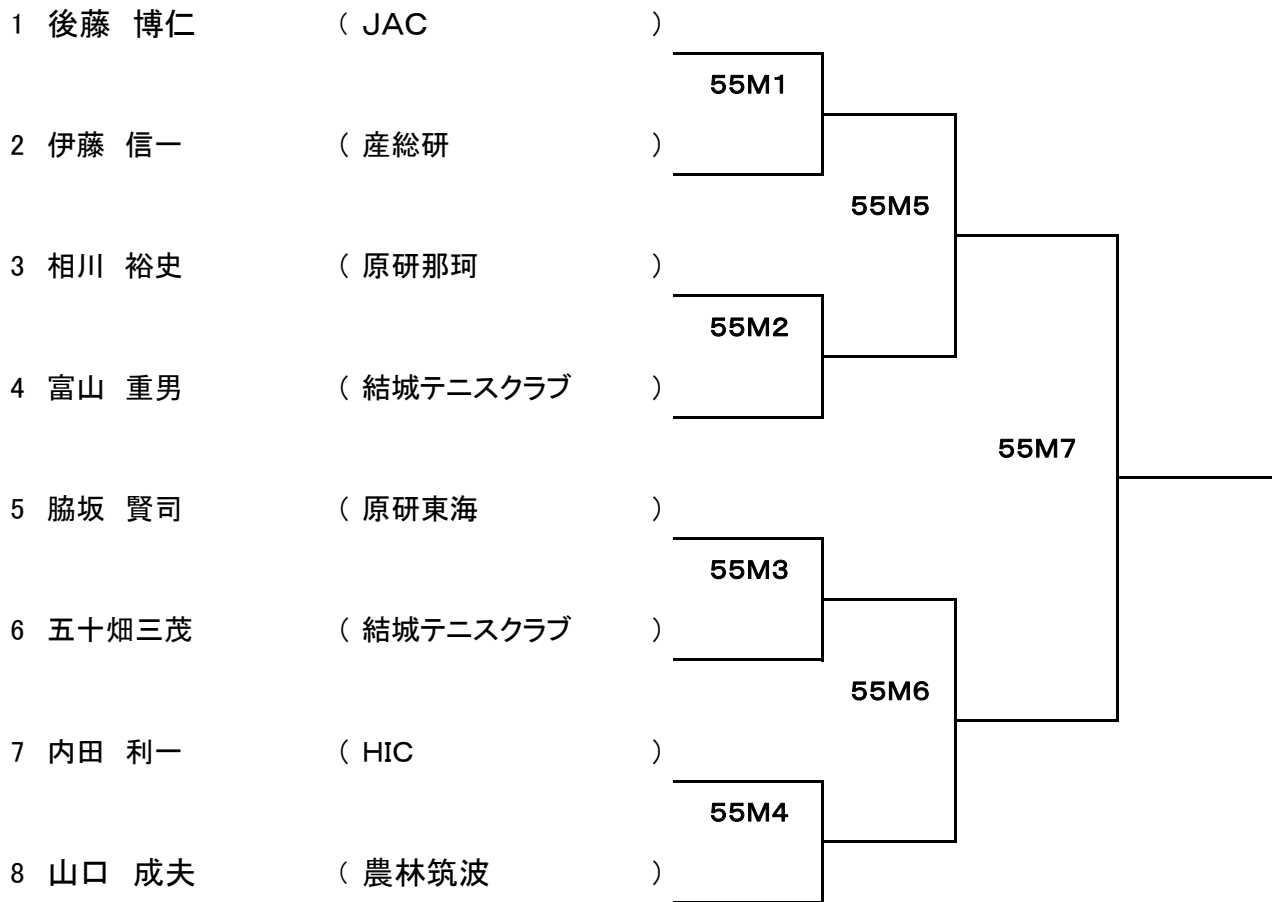 1 後藤 博仁 ( JAC )
55M1
2 伊藤 信一 ( 産総研 )
55M5
3 相川 裕史 ( 原研那珂 )
55M2
4 富山 重男 ( 結城テニスクラブ )
55M7
5 脇坂 賢司 ( 原研東海 )
55M3
6 五十畑三茂 ( 結城テニスクラブ )
55M6
7 内田 利一 ( HIC )
55M4
8 山口 成夫 ( 農林筑波 )